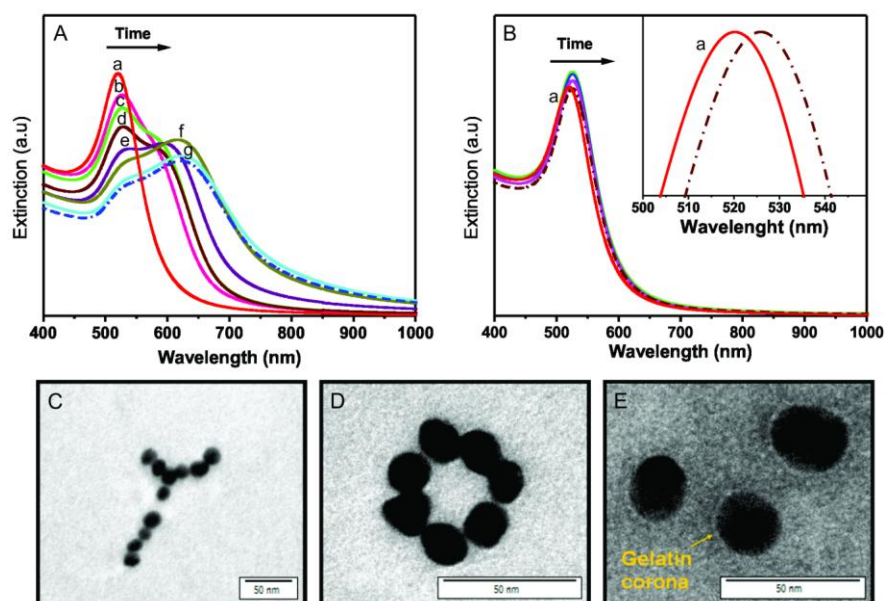 A
Time
a
b
c
d
e
f
g
Extinction (a.u)
400 500 600 700 800 900 1000
Wavelength (nm)
B
Time
a
Extinction (a.u)
400 500 600 700 800 900 1000
Wavelength (nm)
a
500 510 520 530 540
Wavelenght (nm)
C
50 nm
D
50 nm
E
Gelatin
corona
50 nm